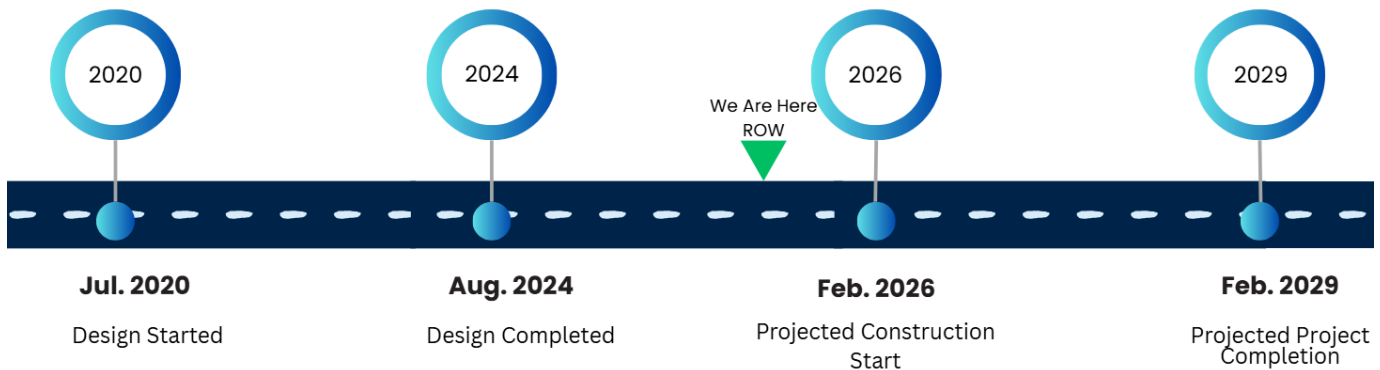 2020
2024
2026
2029
We Are Here
ROW
Jul. 2020
Design Started
Aug. 2024
Design Completed
Feb. 2026
Projected Construction
Start
Feb. 2029
Projected Project
Completion